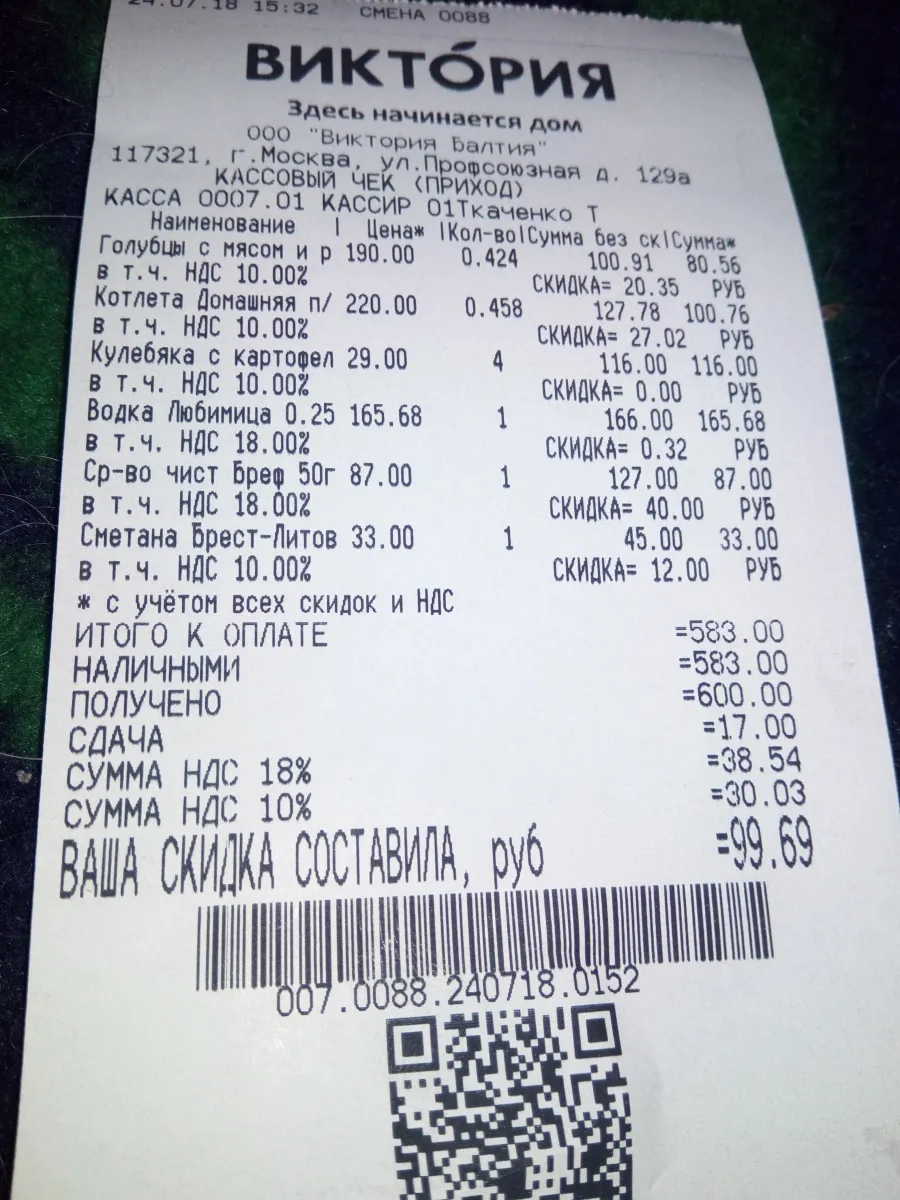 24.07.18 15:32 СМЕНА 0088
ВИКТОРИЯ
Здесь начинается дом
ООО "Виктория Балтия"
117321, г.Москва, ул.Профсоюзная д. 129а
КАССОВЫЙ ЧЕК (ПРИХОД)
КАССА 0007.01 КАССИР 01Ткаченко Т
Наименование | Цена* |Кол-во|Сумма без ск|Сумма*
Голубцы с мясом и р 190.00 0.424 100.91 80.56
в т.ч. НДС 10.00% СКИДКА= 20.35 РУБ
Котлета Домашняя п/ 220.00 0.458 127.78 100.76
в т.ч. НДС 10.00% СКИДКА= 27.02 РУБ
Кулебяка с картофел 29.00 4 116.00 116.00
в т.ч. НДС 10.00% СКИДКА= 0.00 РУБ
Водка Любимица 0.25 165.68 1 166.00 165.68
в т.ч. НДС 18.00% СКИДКА= 0.32 РУБ
Ср-во чист Бреф 50г 87.00 1 127.00 87.00
в т.ч. НДС 18.00% СКИДКА= 40.00 РУБ
Сметана Брест-Литов 33.00 1 45.00 33.00
в т.ч. НДС 10.00% СКИДКА= 12.00 РУБ
* с учётом всех скидок и НДС
ИТОГО К ОПЛАТЕ =583.00
НАЛИЧНЫМИ =583.00
ПОЛУЧЕНО =600.00
СДАЧА =17.00
СУММА НДС 18% =38.54
СУММА НДС 10% =30.03
ВАША СКИДКА СОСТАВИЛА, руб =99.69
007.0088.240718.0152